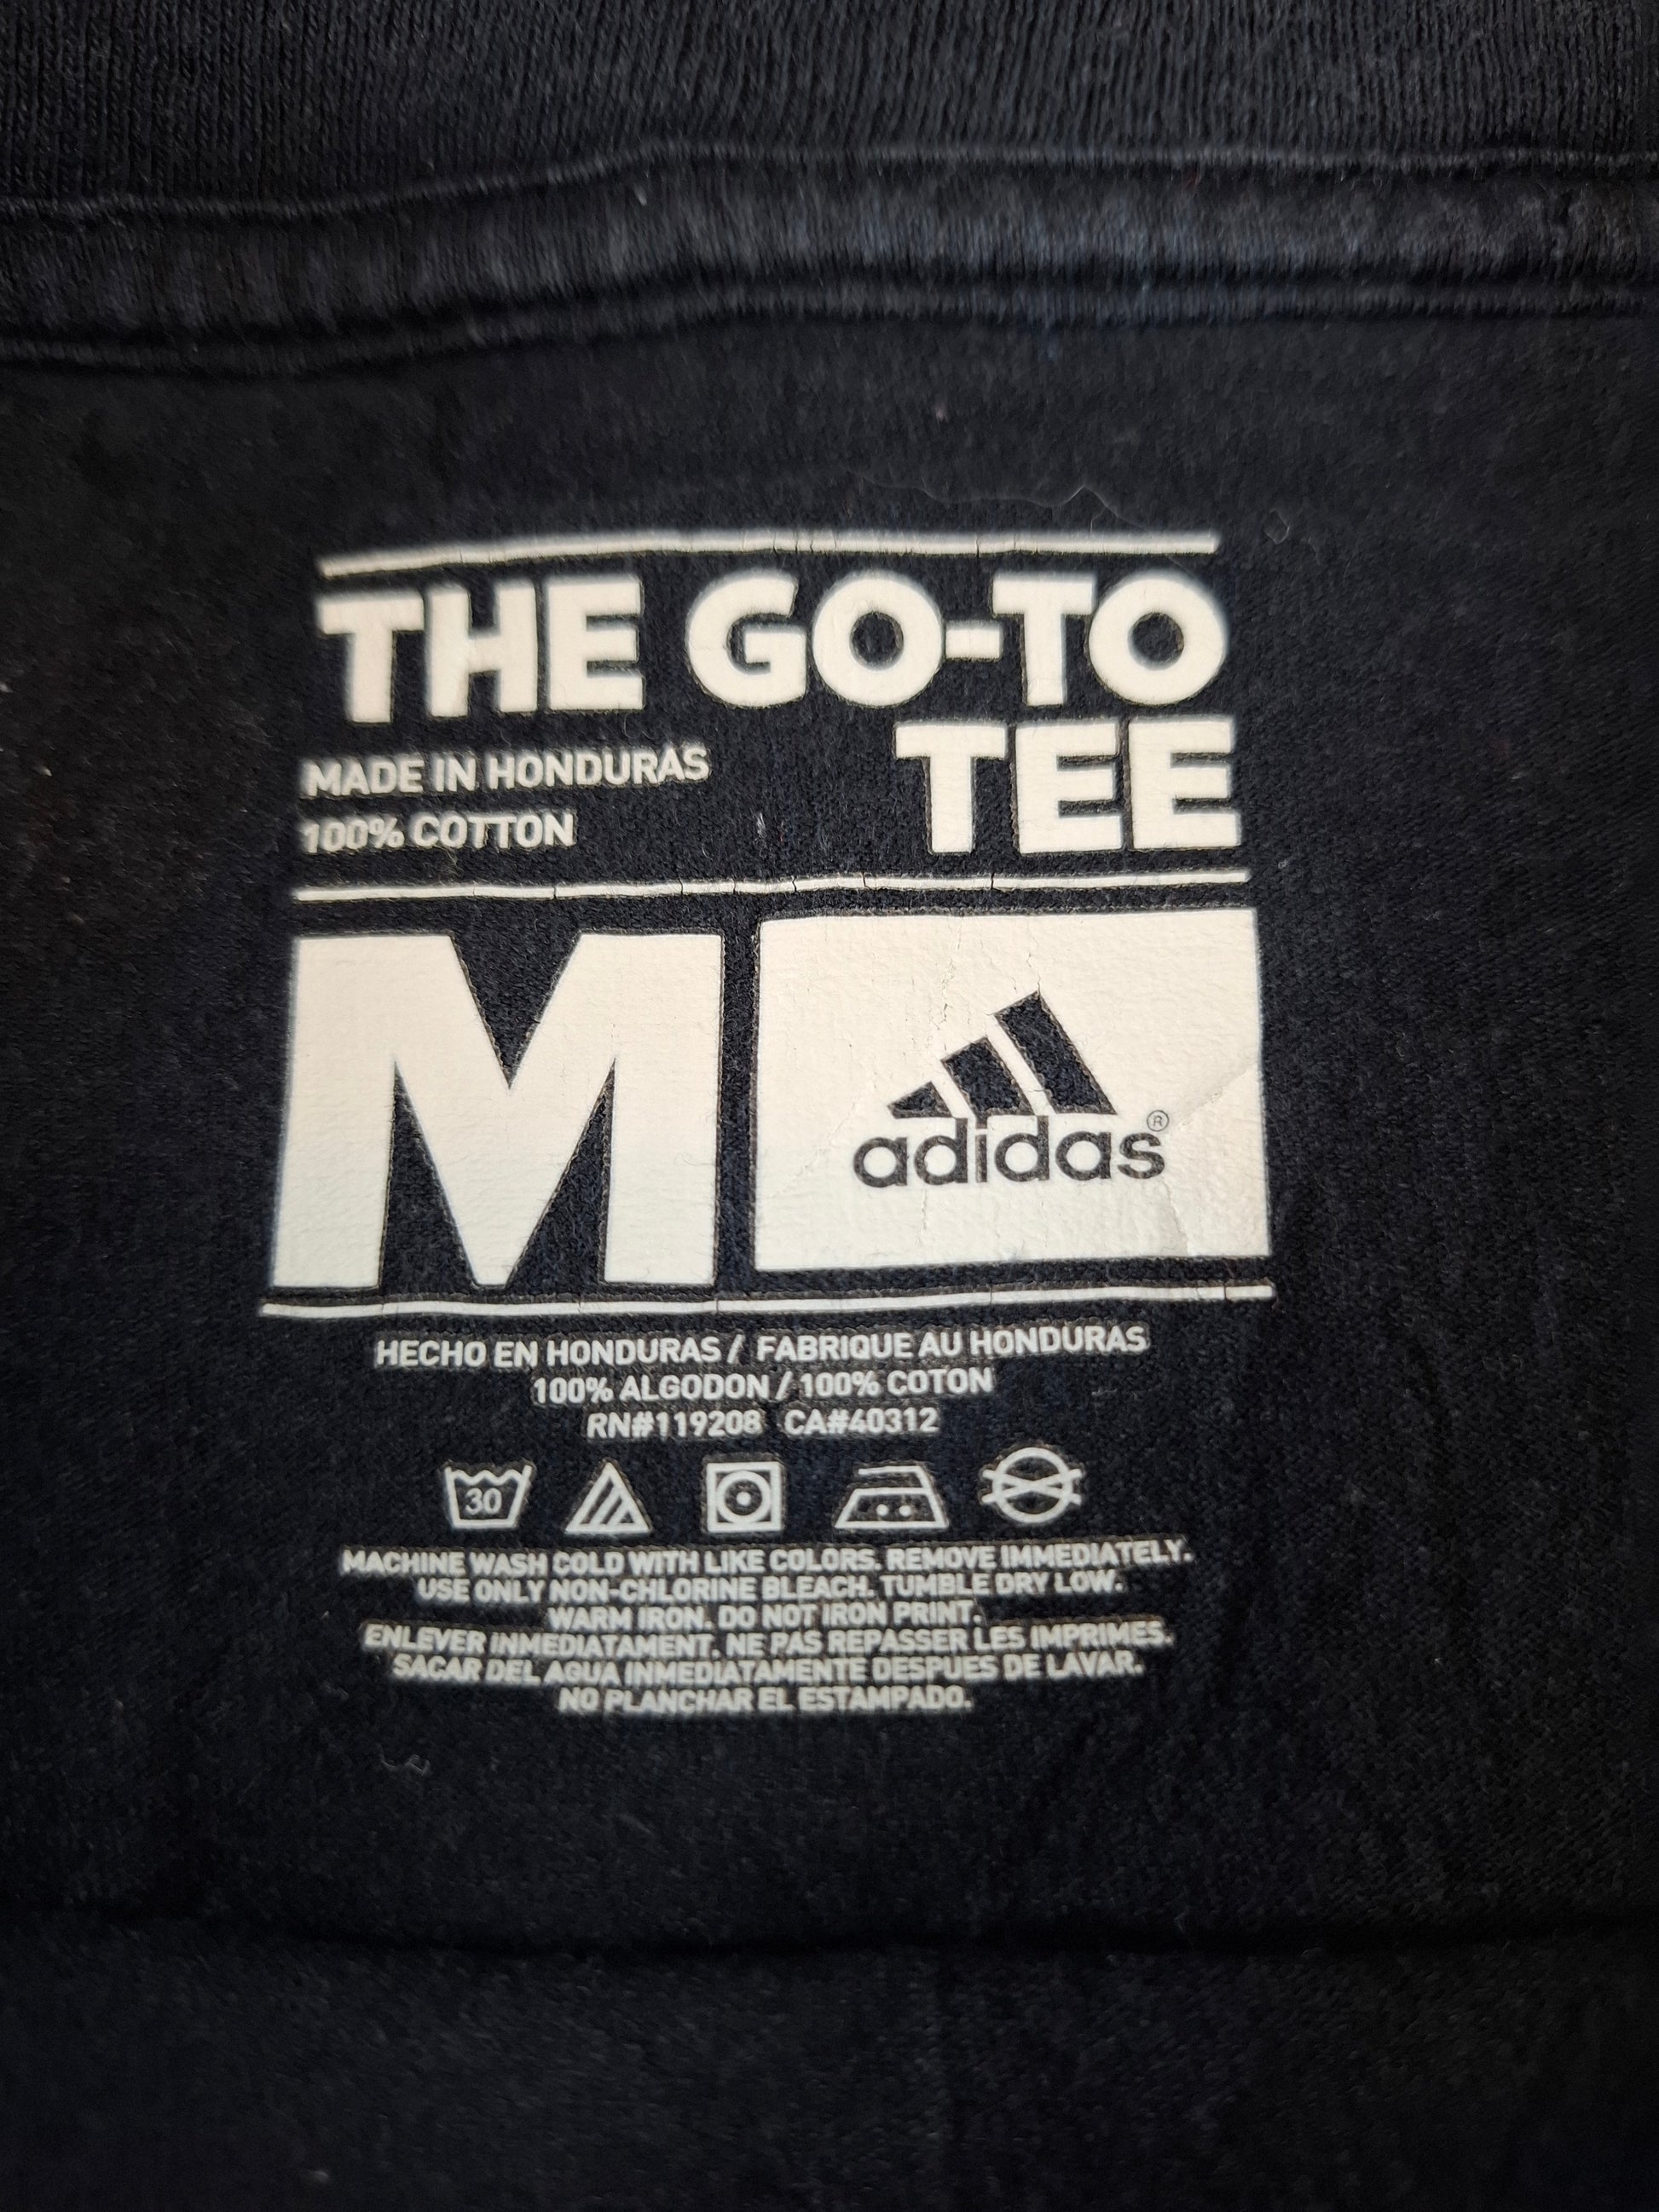 THE GO-TO
TEE
MADE IN HONDURAS
100% COTTON
M
adidas®
HECHO EN HONDURAS / FABRIQUE AU HONDURAS
100% ALGODON / 100% COTON
RN#119208 CA#40312
30
MACHINE WASH COLD WITH LIKE COLORS. REMOVE IMMEDIATELY.
USE ONLY NON-CHLORINE BLEACH. TUMBLE DRY LOW.
WARM IRON. DO NOT IRON PRINT.
ENLEVER INMEDIATAMENT. NE PAS REPASSER LES IMPRIMES.
SACAR DEL AGUA INMEDIATAMENTE DESPUES DE LAVAR.
NO PLANCHAR EL ESTAMPADO.